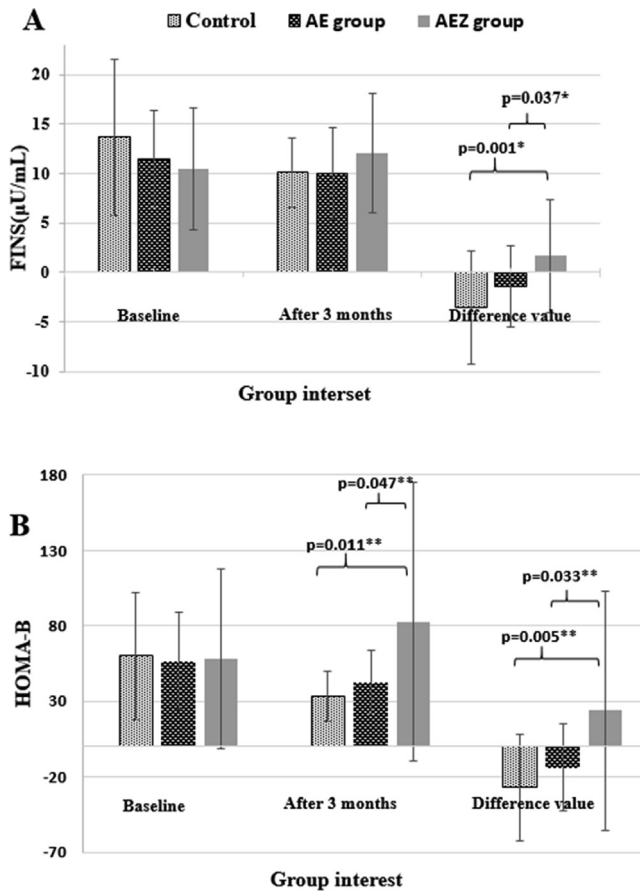 A
Control AE group AEZ group
FINS(µU/mL)
20
15
10
5
0
-5
-10
p=0.037*
p=0.001*
Baseline After 3 months Difference value
Group interset
B
HOMA-B
180
130
80
30
-20
-70
p=0.047**
p=0.011**
p=0.033**
p=0.005**
Baseline After 3 months Difference value
Group interest